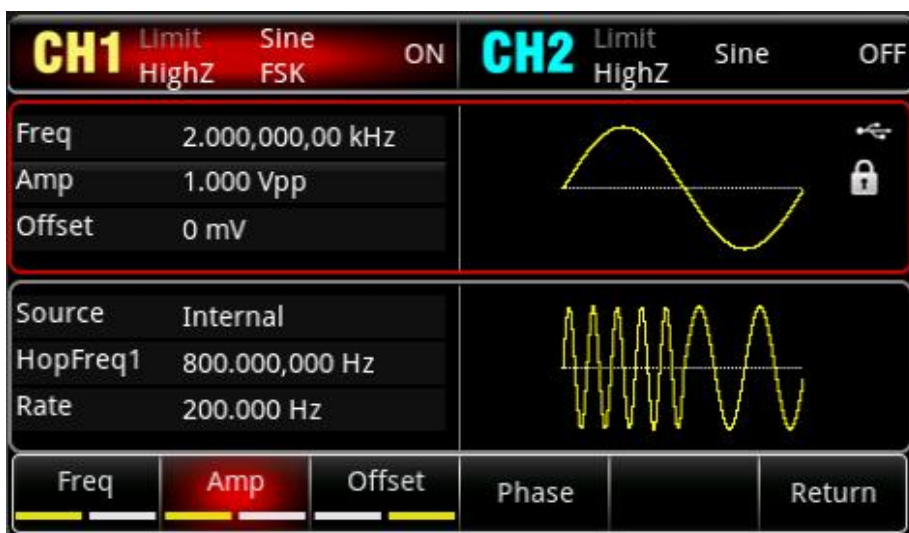 CH1 Limit Sine ON
HighZ FSK
CH2 Limit Sine OFF
HighZ
Freq 2.000,000,00 kHz
Amp 1.000 Vpp
Offset 0 mV
Source Internal
HopFreq1 800.000,000 Hz
Rate 200.000 Hz
Freq Amp Offset Phase Return